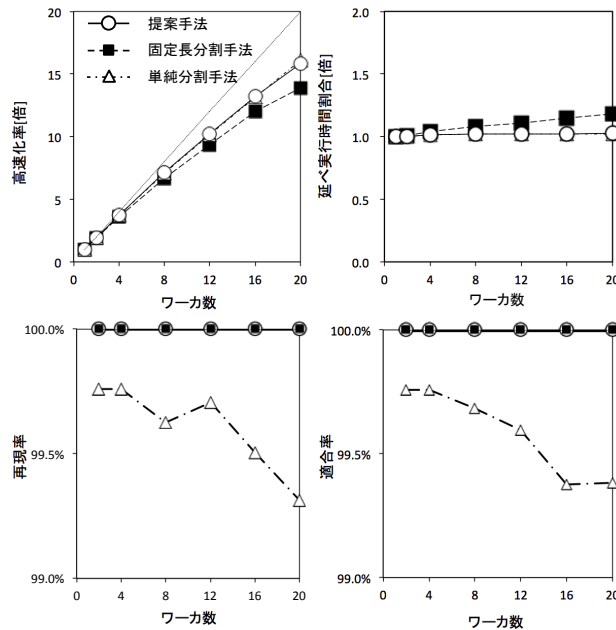 提案手法
固定長分割手法
単純分割手法
高速化率[倍]
20
15
10
5
0
0 4 8 12 16 20
ワーカ数
延べ実行時間割合[倍]
2.0
1.5
1.0
0.5
0.0
0 4 8 12 16 20
ワーカ数
再現率
100.0%
99.5%
99.0%
0 4 8 12 16 20
ワーカ数
適合率
100.0%
99.5%
99.0%
0 4 8 12 16 20
ワーカ数